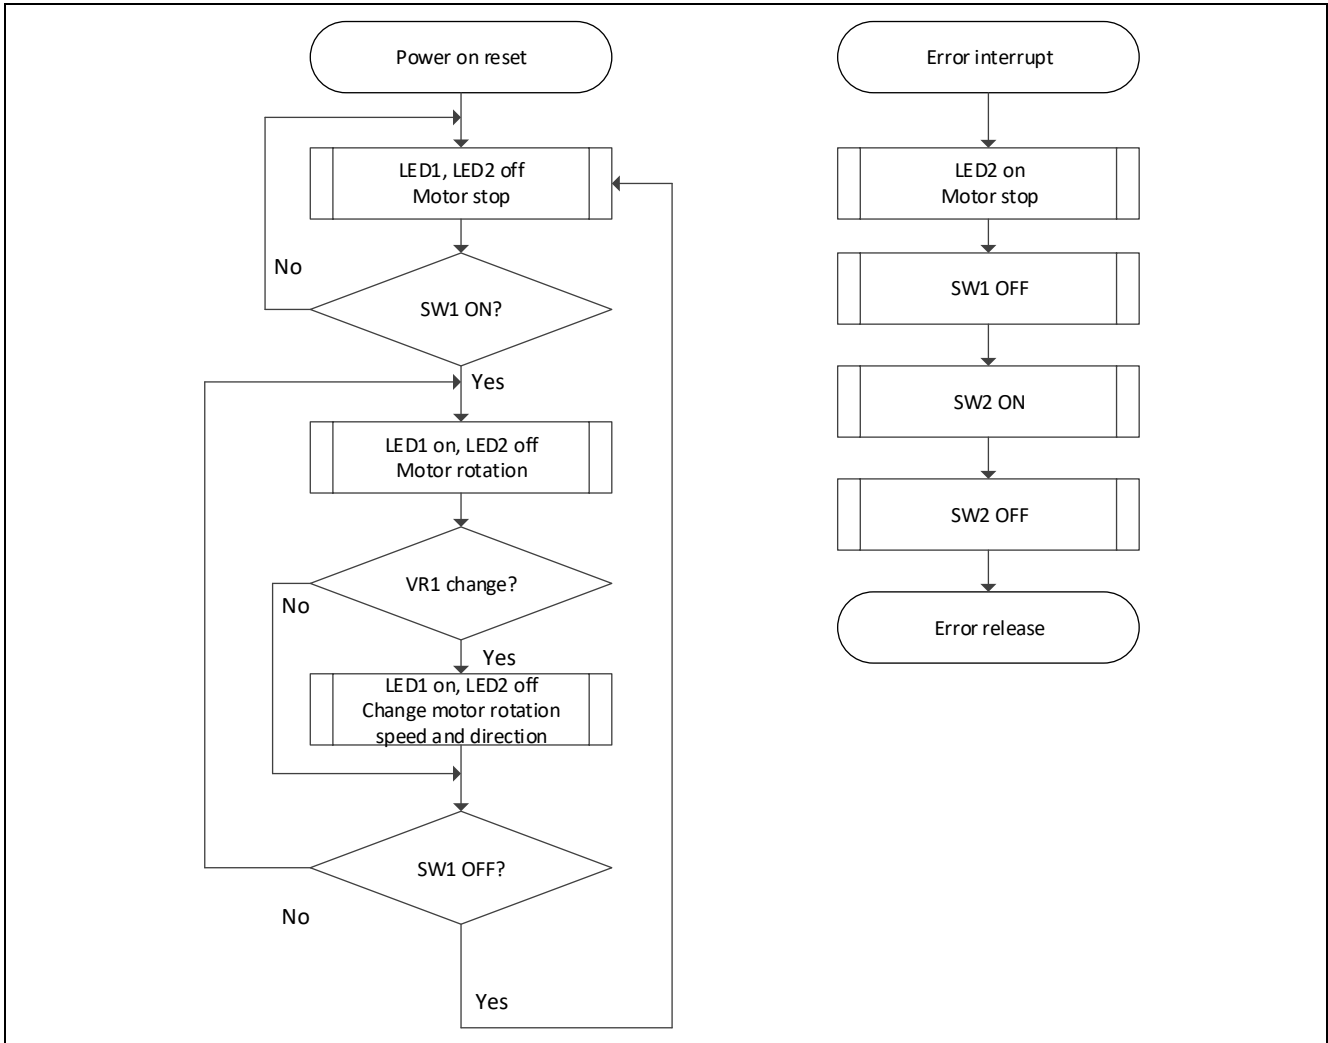 Power on reset
LED1, LED2 off
Motor stop
No
SW1 ON?
Yes
LED1 on, LED2 off
Motor rotation
VR1 change?
No
Yes
LED1 on, LED2 off
Change motor rotation
speed and direction
SW1 OFF?
No
Yes
Error interrupt
LED2 on
Motor stop
SW1 OFF
SW2 ON
SW2 OFF
Error release